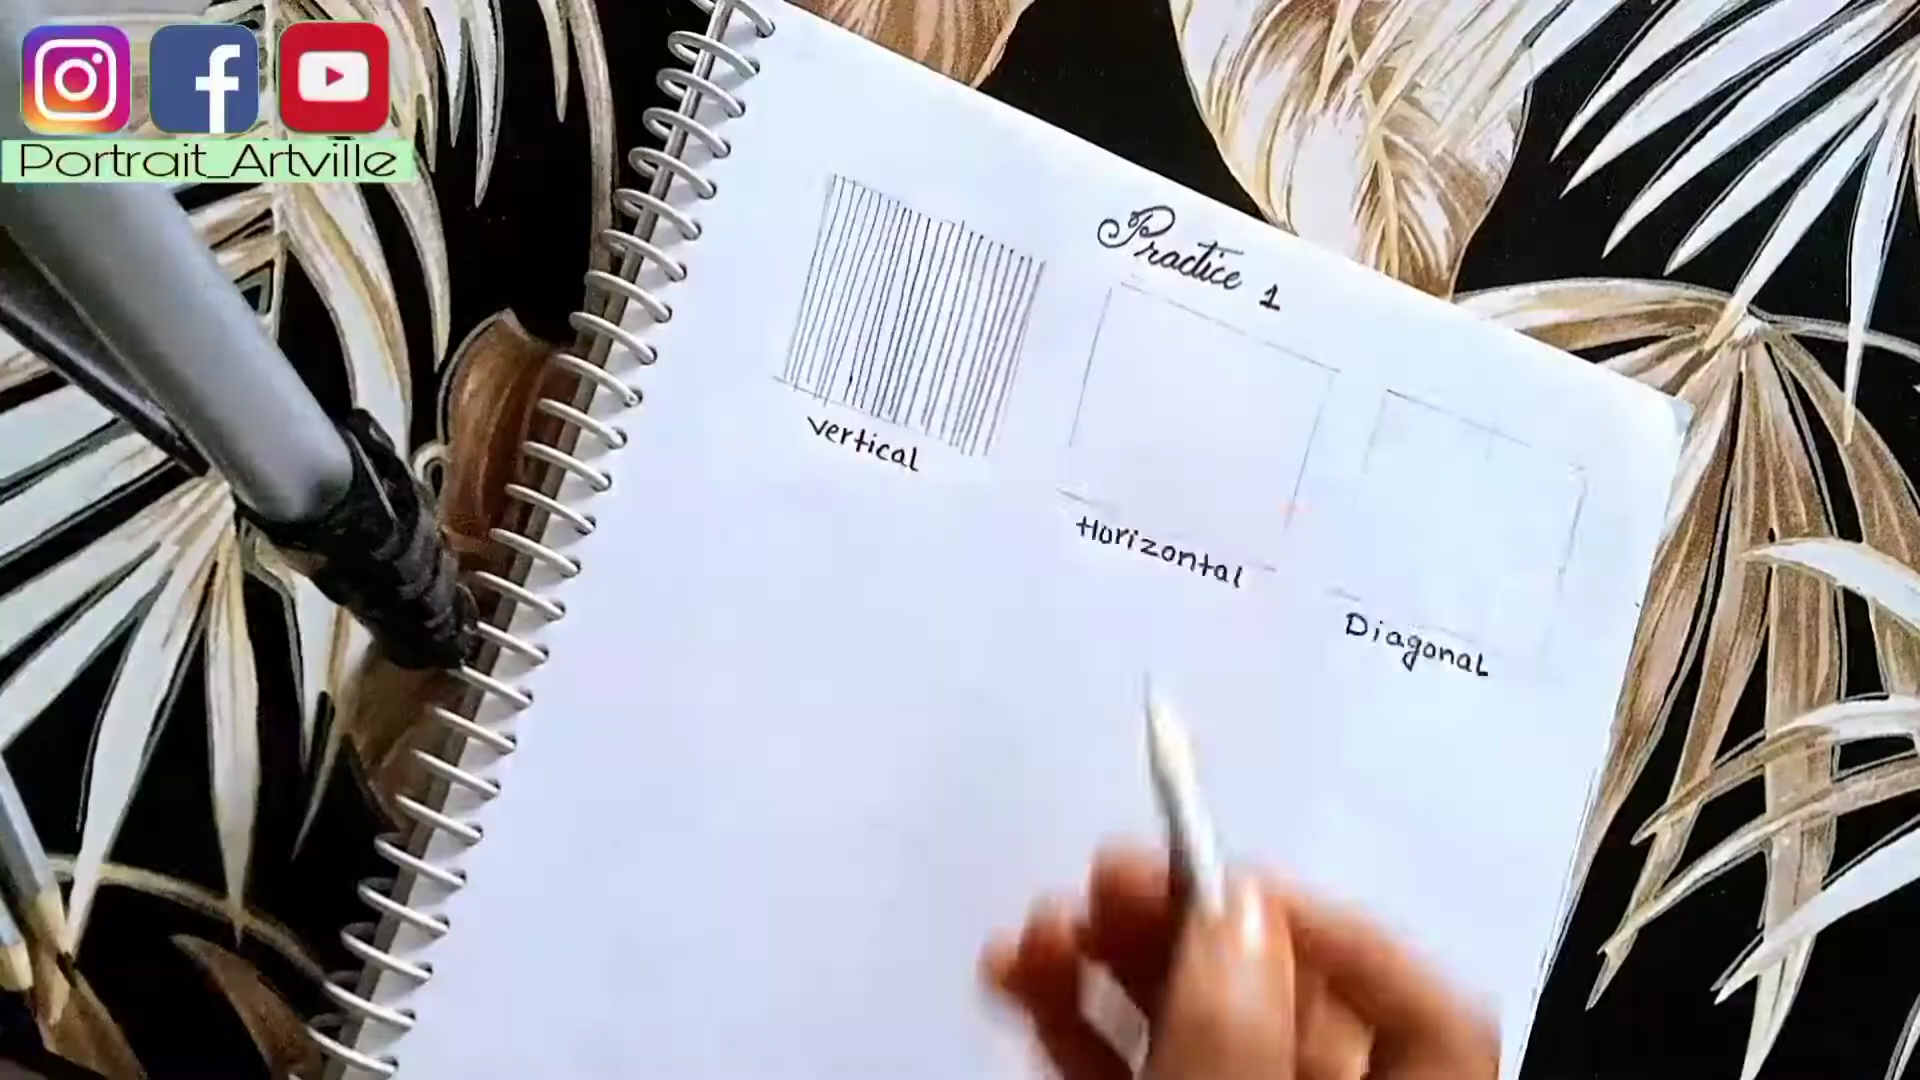 Portrait_Artville
Practice 1
Vertical
Horizontal
Diagonal